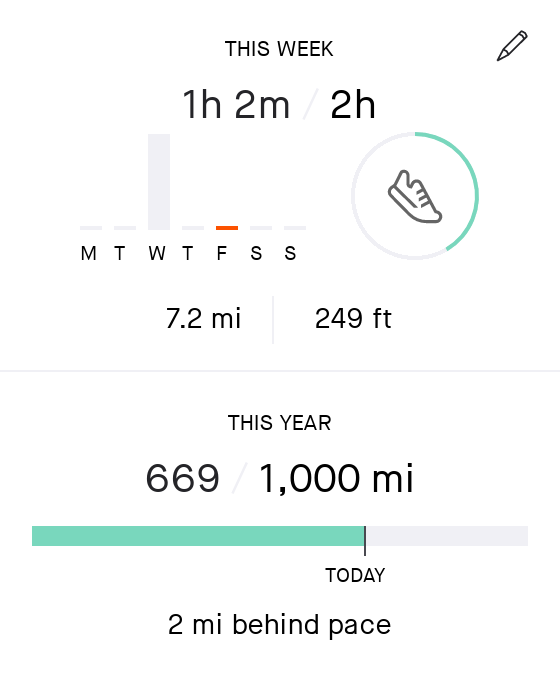 THIS WEEK
1h 2m / 2h
M T W T F S S
7.2 mi 249 ft
THIS YEAR
669 / 1,000 mi
TODAY
2 mi behind pace